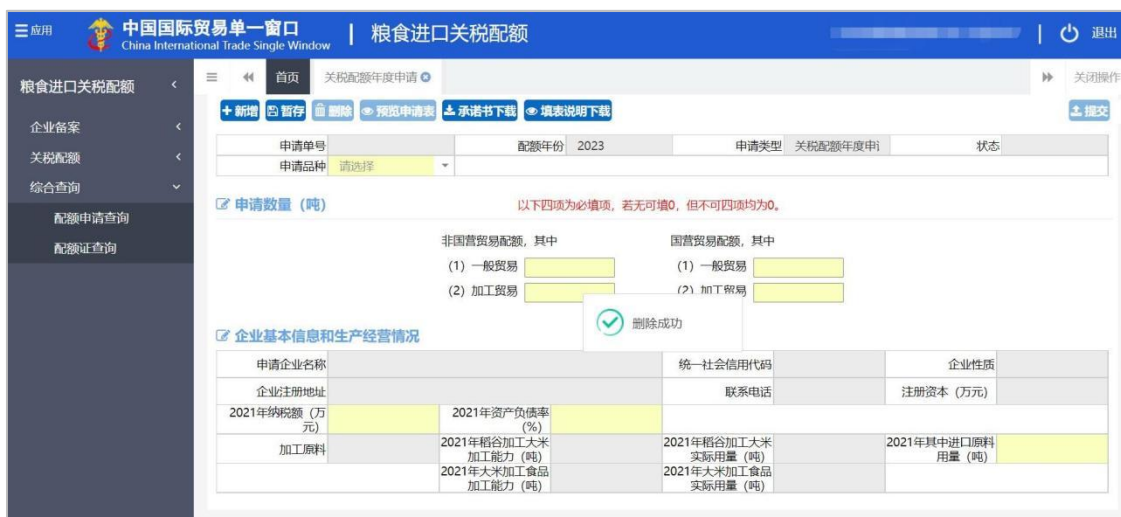 应用
中国国际贸易单一窗口
China International Trade Single Window
粮食进口关税配额
退出
粮食进口关税配额
企业备案
关税配额
综合查询
配额申请查询
配额证查询
首页
关税配额年度申请
关闭操作
新增 暂存 删除 预览申请表 承诺书下载 填表说明下载 提交
申请单号 配额年份 2023 申请类型 关税配额年度申 状态
申请品种 请选择
申请数量（吨） 以下四项为必填项，若无可填0，但不可四项均为0。
非国营贸易配额，其中 国营贸易配额，其中
（1）一般贸易 （1）一般贸易
（2）加工贸易 （2）加工贸易
删除成功
企业基本信息和生产经营情况
申请企业名称 统一社会信用代码 企业性质
企业注册地址 联系电话 注册资本（万元）
2021年纳税额（万元） 2021年资产负债率（%）
加工原料 2021年稻谷加工大米加工能力（吨） 2021年稻谷加工大米实际用量（吨） 2021年其中进口原料用量（吨）
2021年大米加工食品加工能力（吨） 2021年大米加工食品实际用量（吨）